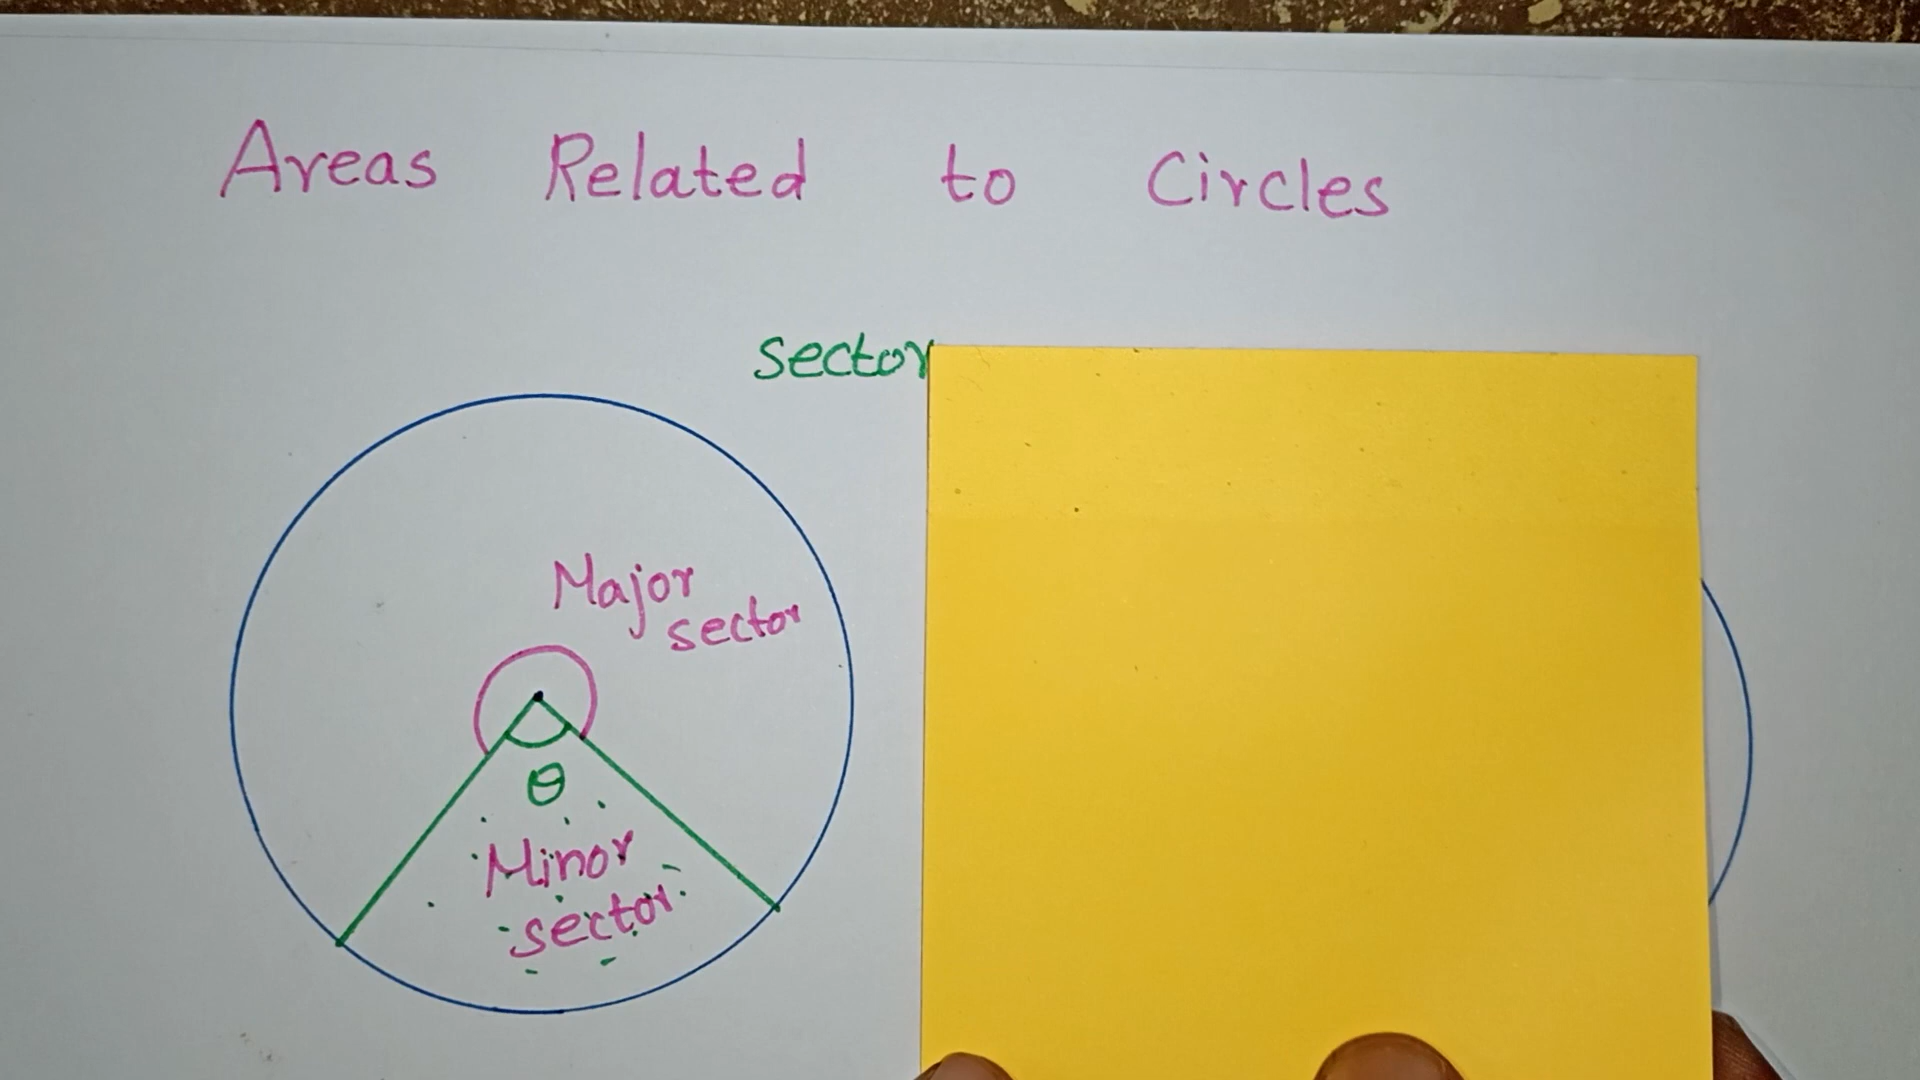 Areas Related to Circles
sector
Major
sector
θ
Minor
sector